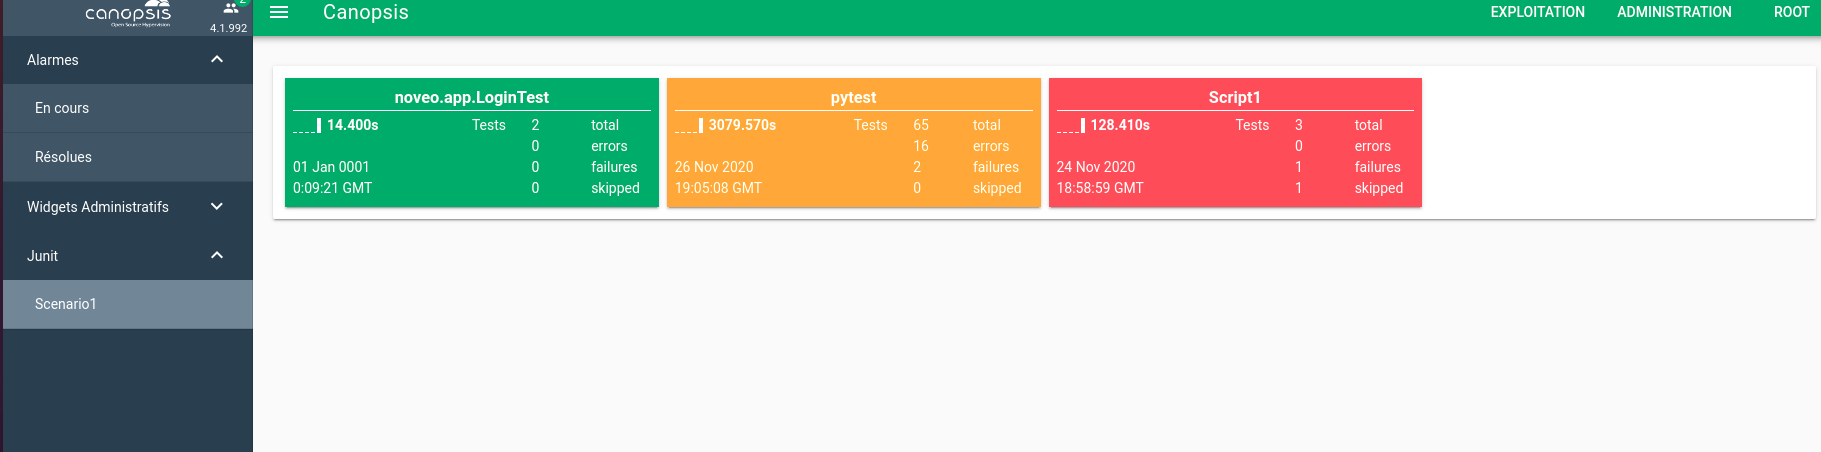 canopsis
Open Source Hypervision
2
4.1.992
Canopsis
EXPLOITATION
ADMINISTRATION
ROOT
Alarmes
En cours
Résolues
Widgets Administratifs
Junit
Scenario1
noveo.app.LoginTest
14.400s Tests 2 total
0 errors
01 Jan 0001 0 failures
0:09:21 GMT 0 skipped
pytest
3079.570s Tests 65 total
16 errors
26 Nov 2020 2 failures
19:05:08 GMT 0 skipped
Script1
128.410s Tests 3 total
0 errors
24 Nov 2020 1 failures
18:58:59 GMT 1 skipped